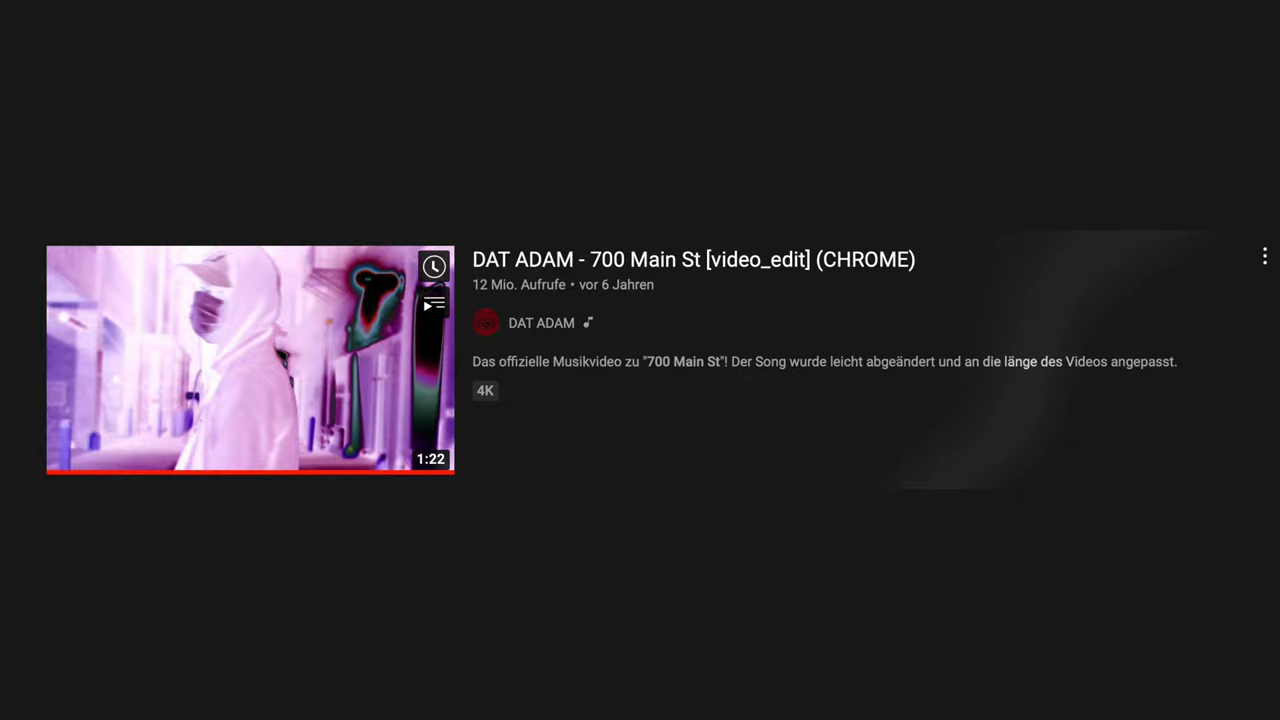 DAT ADAM - 700 Main St [video_edit] (CHROME)
12 Mio. Aufrufe • vor 6 Jahren
DAT ADAM
Das offizielle Musikvideo zu "700 Main St"! Der Song wurde leicht abgeändert und an die länge des Videos angepasst.
4K
1:22